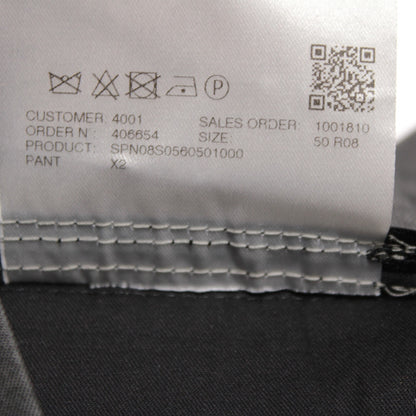 P
CUSTOMER: 4001 SALES ORDER: 1001810
ORDER N°: 406654 SIZE: 50 R08
PRODUCT: SPN08S0560501000
PANT X2